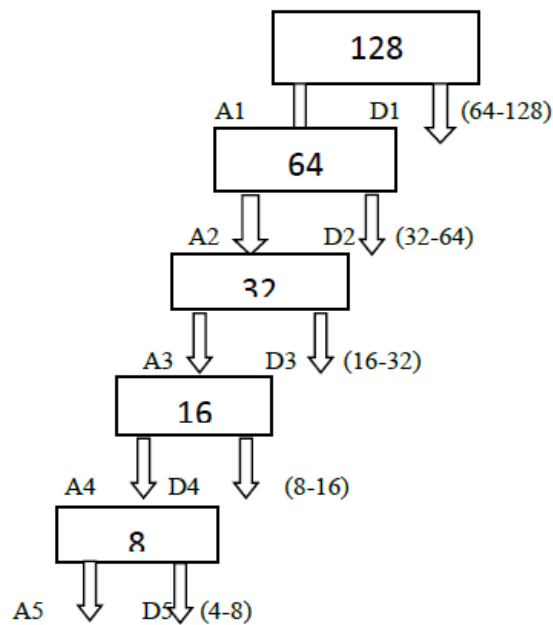 128
A1 D1 (64-128)
64
A2 D2 (32-64)
32
A3 D3 (16-32)
16
A4 D4 (8-16)
8
A5 D5 (4-8)